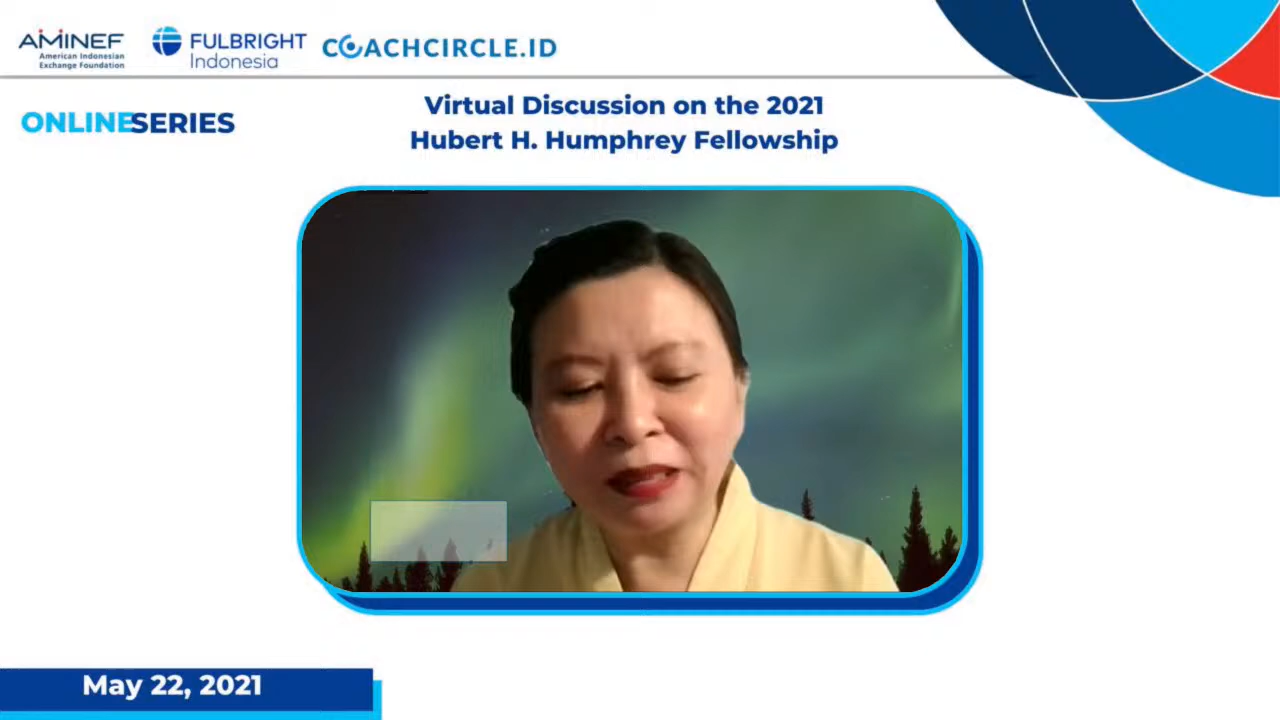 AMINEF
American Indonesian
Exchange Foundation
FULBRIGHT
Indonesia
COACHCIRCLE.ID
ONLINESERIES
Virtual Discussion on the 2021
Hubert H. Humphrey Fellowship
May 22, 2021